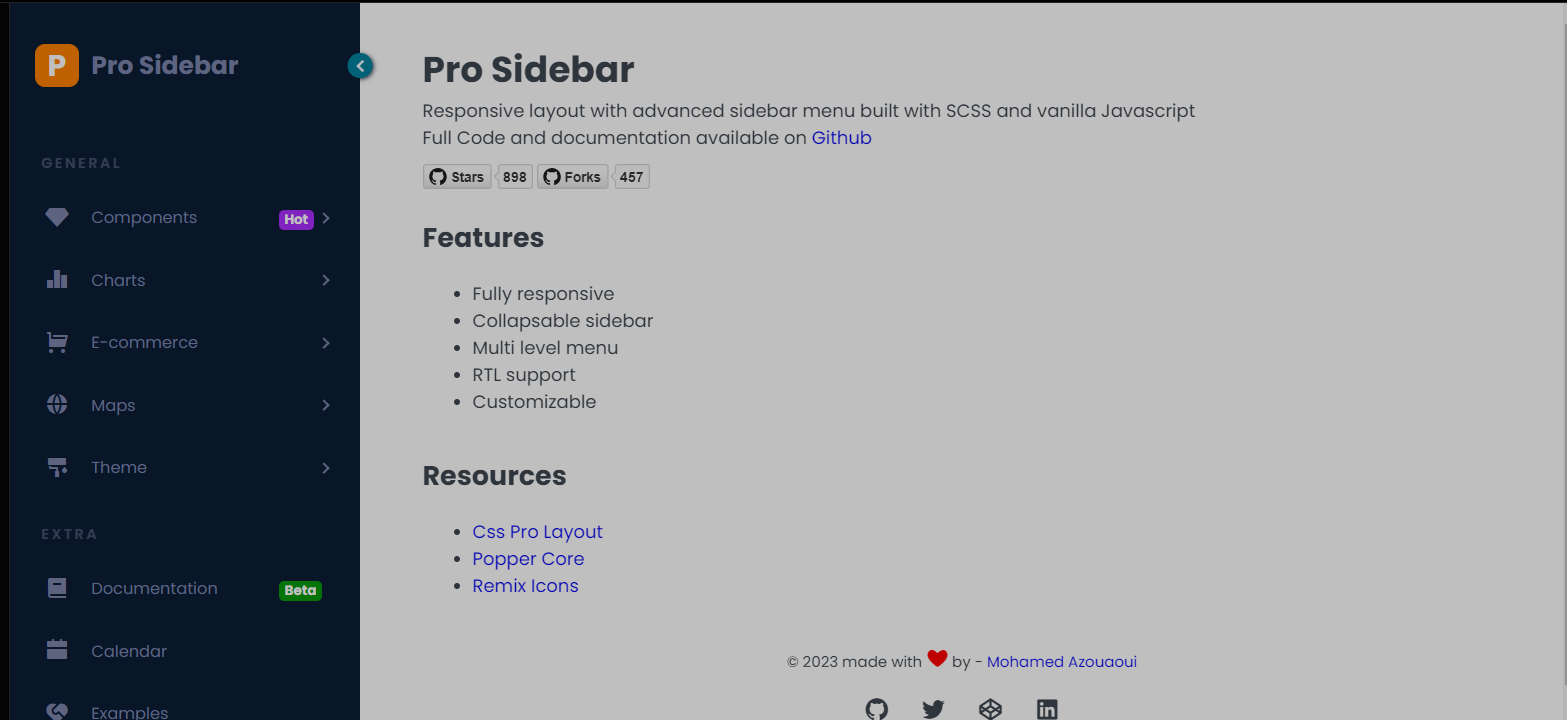 P Pro Sidebar
GENERAL
Components Hot
Charts
E-commerce
Maps
Theme
EXTRA
Documentation Beta
Calendar
Examples
Pro Sidebar
Responsive layout with advanced sidebar menu built with SCSS and vanilla Javascript
Full Code and documentation available on Github
Stars 898 Forks 457
Features
Fully responsive
Collapsable sidebar
Multi level menu
RTL support
Customizable
Resources
Css Pro Layout
Popper Core
Remix Icons
© 2023 made with by - Mohamed Azouaoui